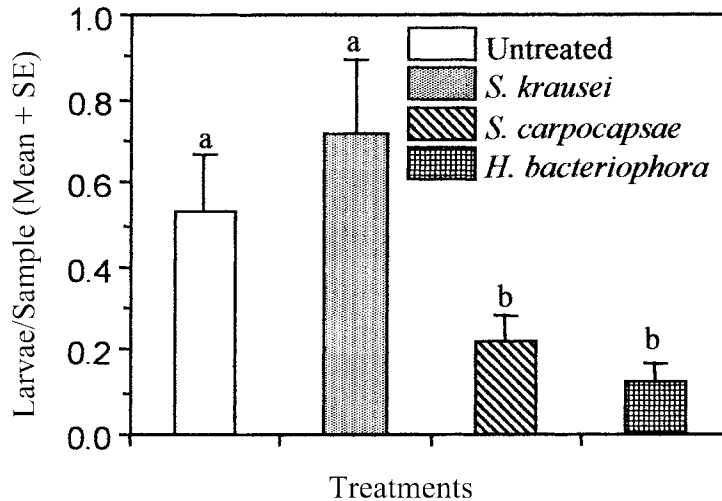 Larvae/Sample (Mean + SE)
1.0
0.8
0.6
0.4
0.2
0.0
a
a
b
b
Untreated
S. krausei
S. carpocapsae
H. bacteriophora
Treatments